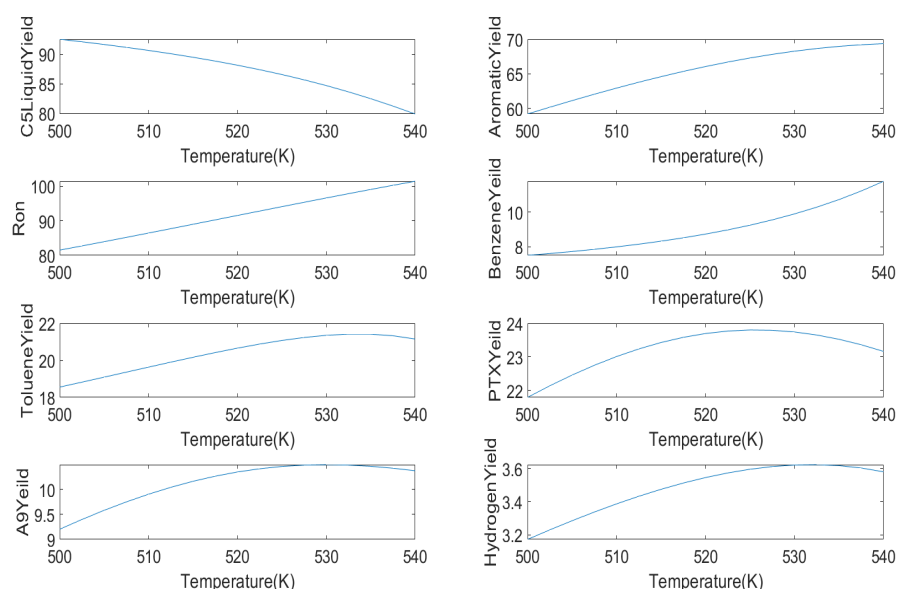 C5LiquidYield
90
85
80
500 510 520 530 540
Temperature(K)
AromaticYield
70
65
60
500 510 520 530 540
Temperature(K)
Ron
100
90
80
500 510 520 530 540
Temperature(K)
BenzeneYeild
10
8
500 510 520 530 540
Temperature(K)
TolueneYield
22
20
18
500 510 520 530 540
Temperature(K)
PTXYeild
24
23
22
500 510 520 530 540
Temperature(K)
A9Yeild
10
9.5
9
500 510 520 530 540
Temperature(K)
HydrogenYield
3.6
3.4
3.2
500 510 520 530 540
Temperature(K)